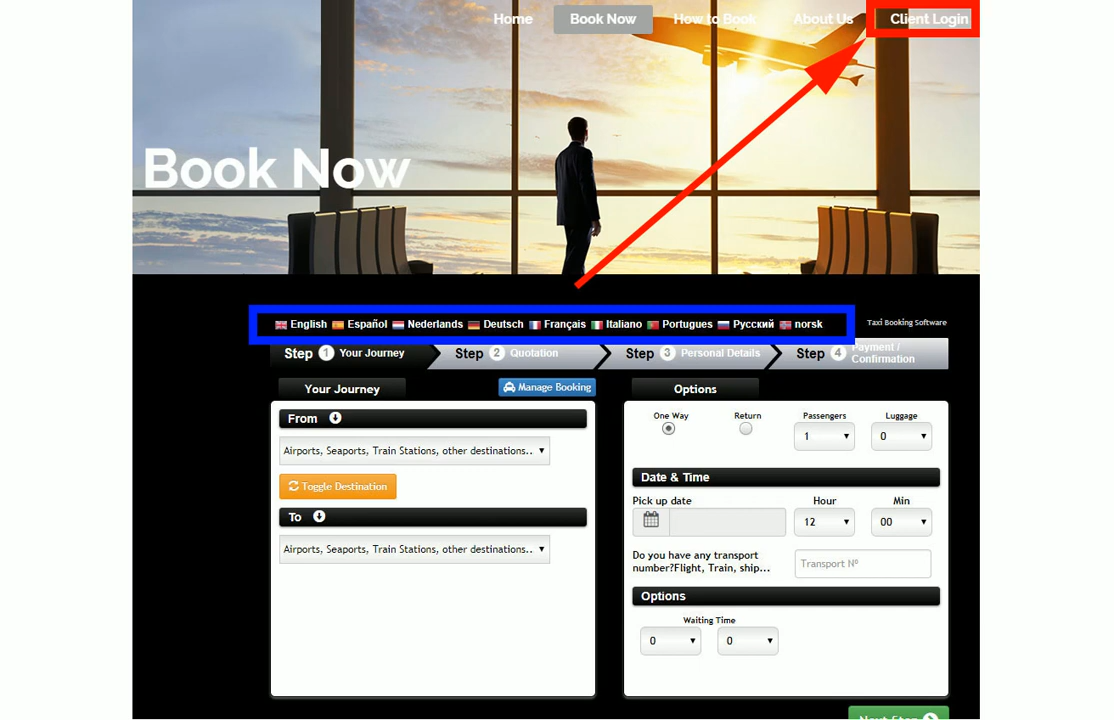 Home Book Now How to Book About Us Client Login
Book Now
English Español Nederlands Deutsch Français Italiano Portugues Русский norsk
Taxi Booking Software
Step 1 Your Journey Step 2 Quotation Step 3 Personal Details Step 4 Payment / Confirmation
Your Journey
Manage Booking
From
Airports, Seaports, Train Stations, other destinations..
Toggle Destination
To
Airports, Seaports, Train Stations, other destinations..
Options
One Way Return Passengers Luggage
1 0
Date & Time
Pick up date Hour Min
12 00
Do you have any transport
number?Flight, Train, ship...
Transport Nº
Options
Waiting Time
0 0
Next Step